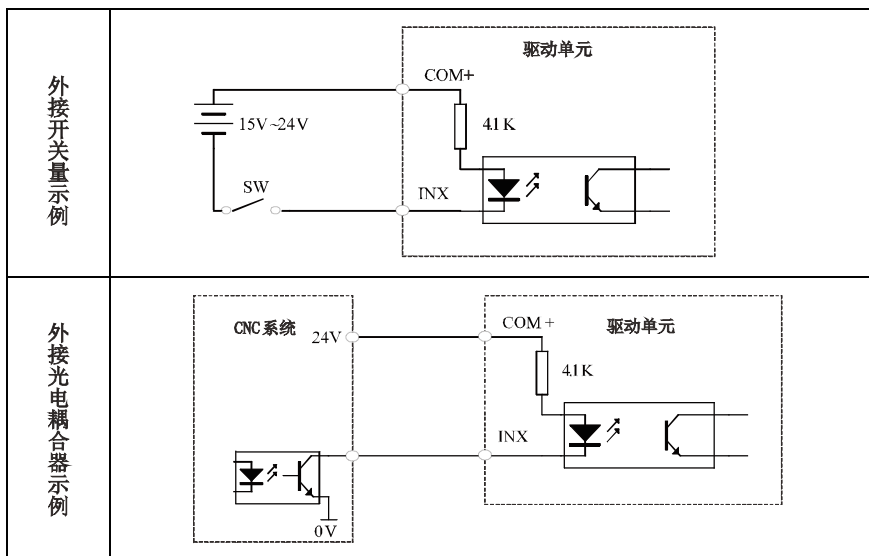 外接开关量示例
驱动单元
COM+
15V~24V
4.1K
SW
INX
外接光电耦合器示例
CNC系统
24V
COM+
驱动单元
4.1K
INX
0V